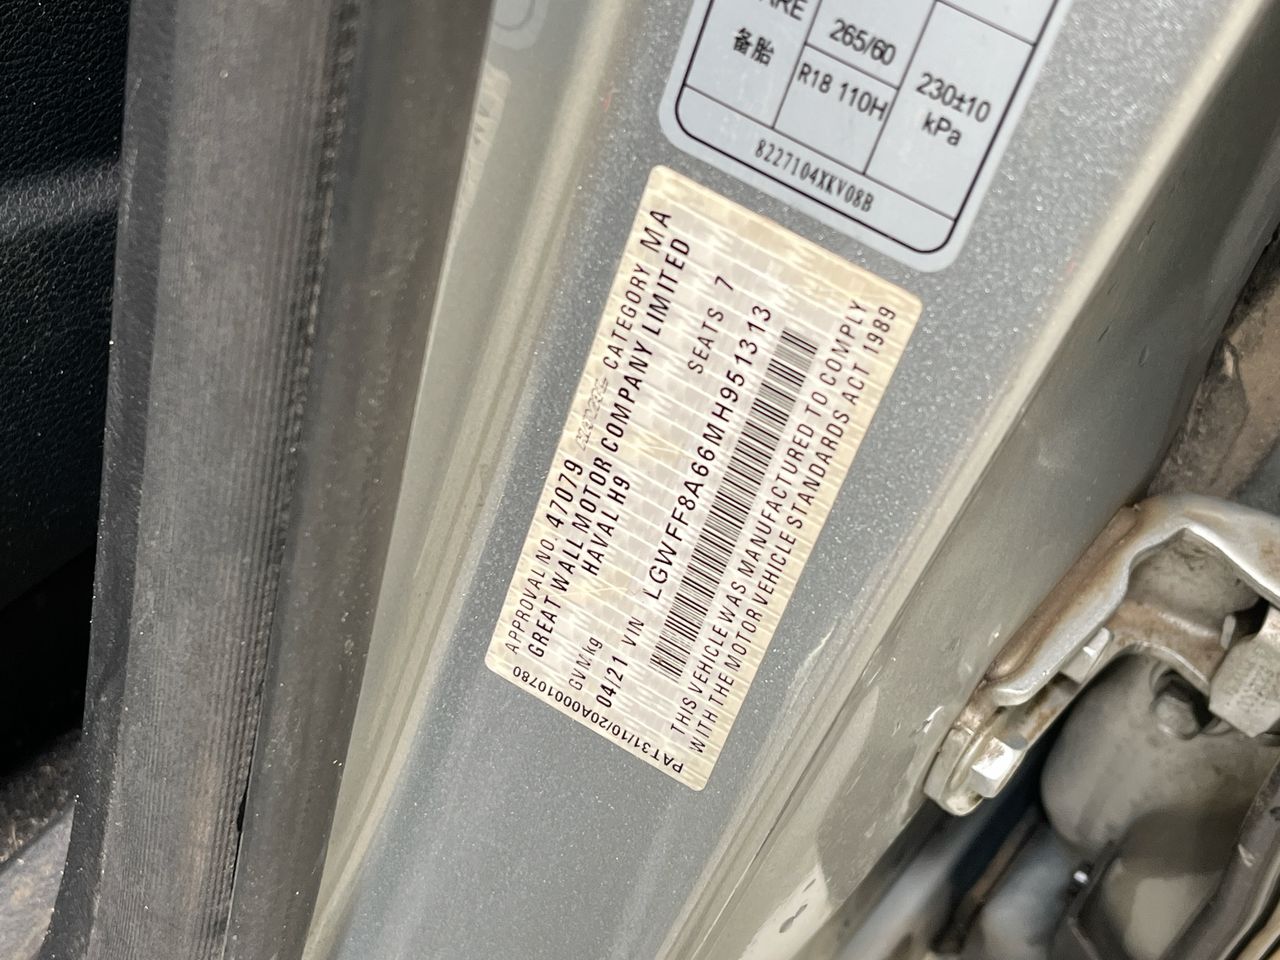 备胎
265/60
R18 110H
230±10
kPa
8227104XKV08B
APPROVAL NO. 47079 CATEGORY MA
GREAT WALL MOTOR COMPANY LIMITED
HAVAL H9
GVM kg SEATS 7
04/21 VIN LGWFF8A66MH951313
THIS VEHICLE WAS MANUFACTURED TO COMPLY
WITH THE MOTOR VEHICLE STANDARDS ACT 1989
PAT31/10/20A00010780